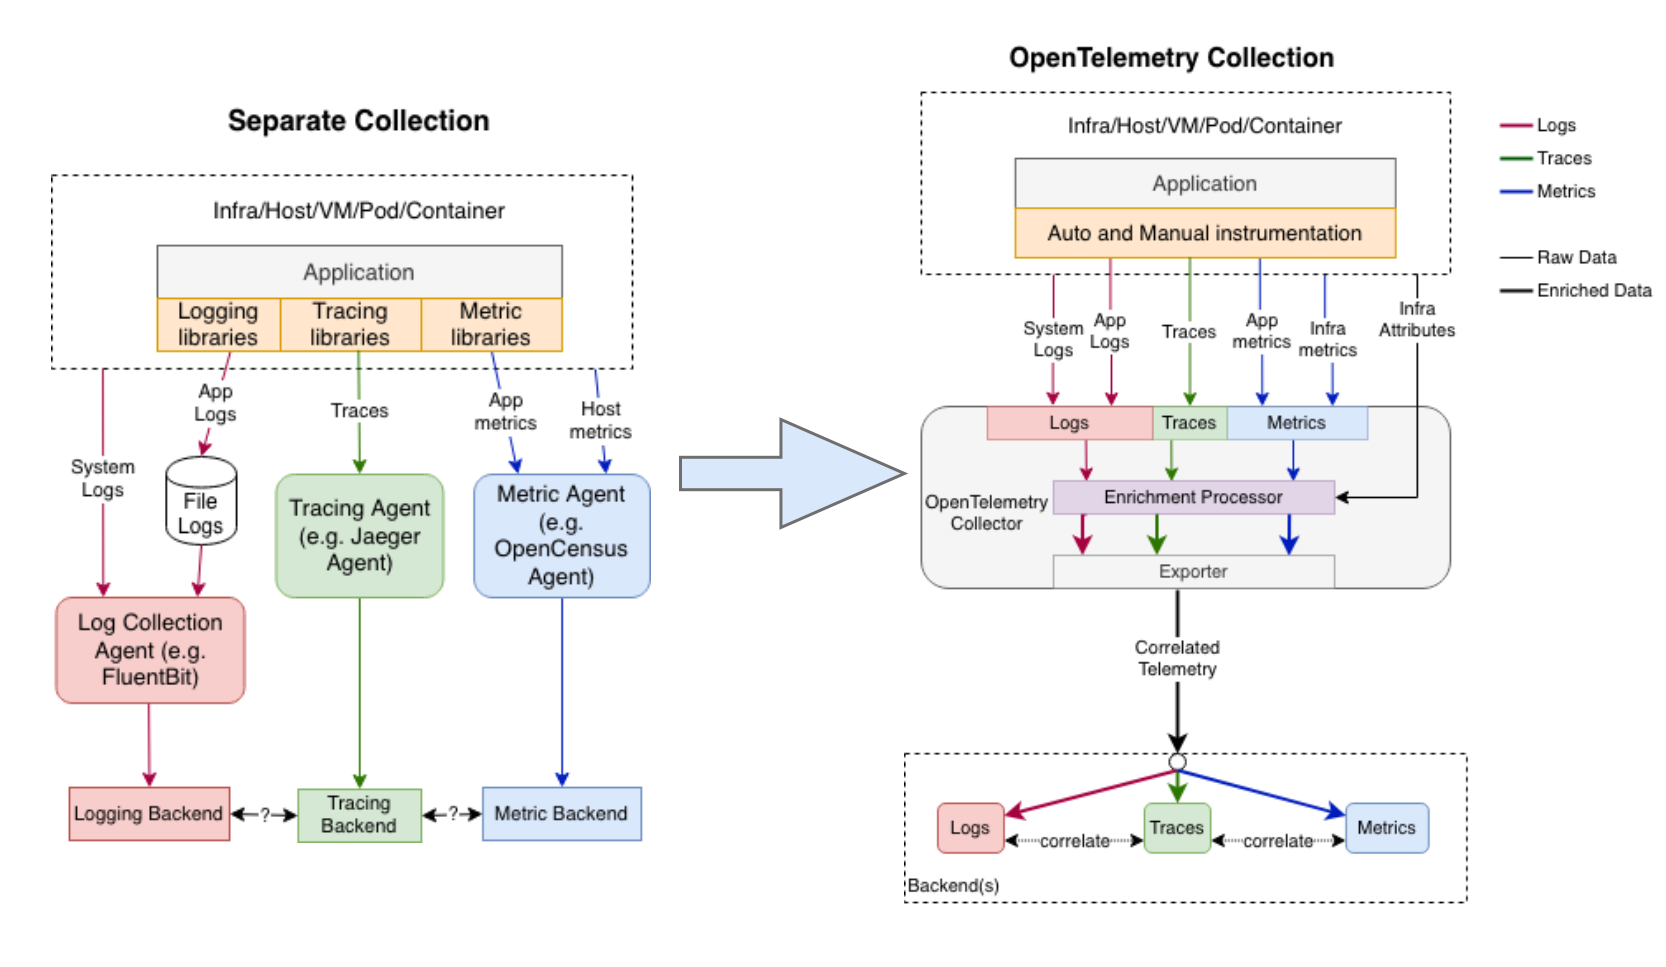 Separate Collection
Infra/Host/VM/Pod/Container
Application
Logging
libraries
Tracing
libraries
Metric
libraries
App
Logs
Traces
App
metrics
Host
metrics
System
Logs
File
Logs
Tracing Agent
(e.g. Jaeger
Agent)
Metric Agent
(e.g.
OpenCensus
Agent)
Log Collection
Agent (e.g.
FluentBit)
Logging Backend
?
Tracing
Backend
?
Metric Backend
OpenTelemetry Collection
Infra/Host/VM/Pod/Container
Application
Auto and Manual instrumentation
System
Logs
App
Logs
Traces
App
metrics
Infra
metrics
Infra
Attributes
Logs
Traces
Metrics
OpenTelemetry
Collector
Enrichment Processor
Exporter
Correlated
Telemetry
Logs
correlate
Traces
correlate
Metrics
Backend(s)
Logs
Traces
Metrics
Raw Data
Enriched Data